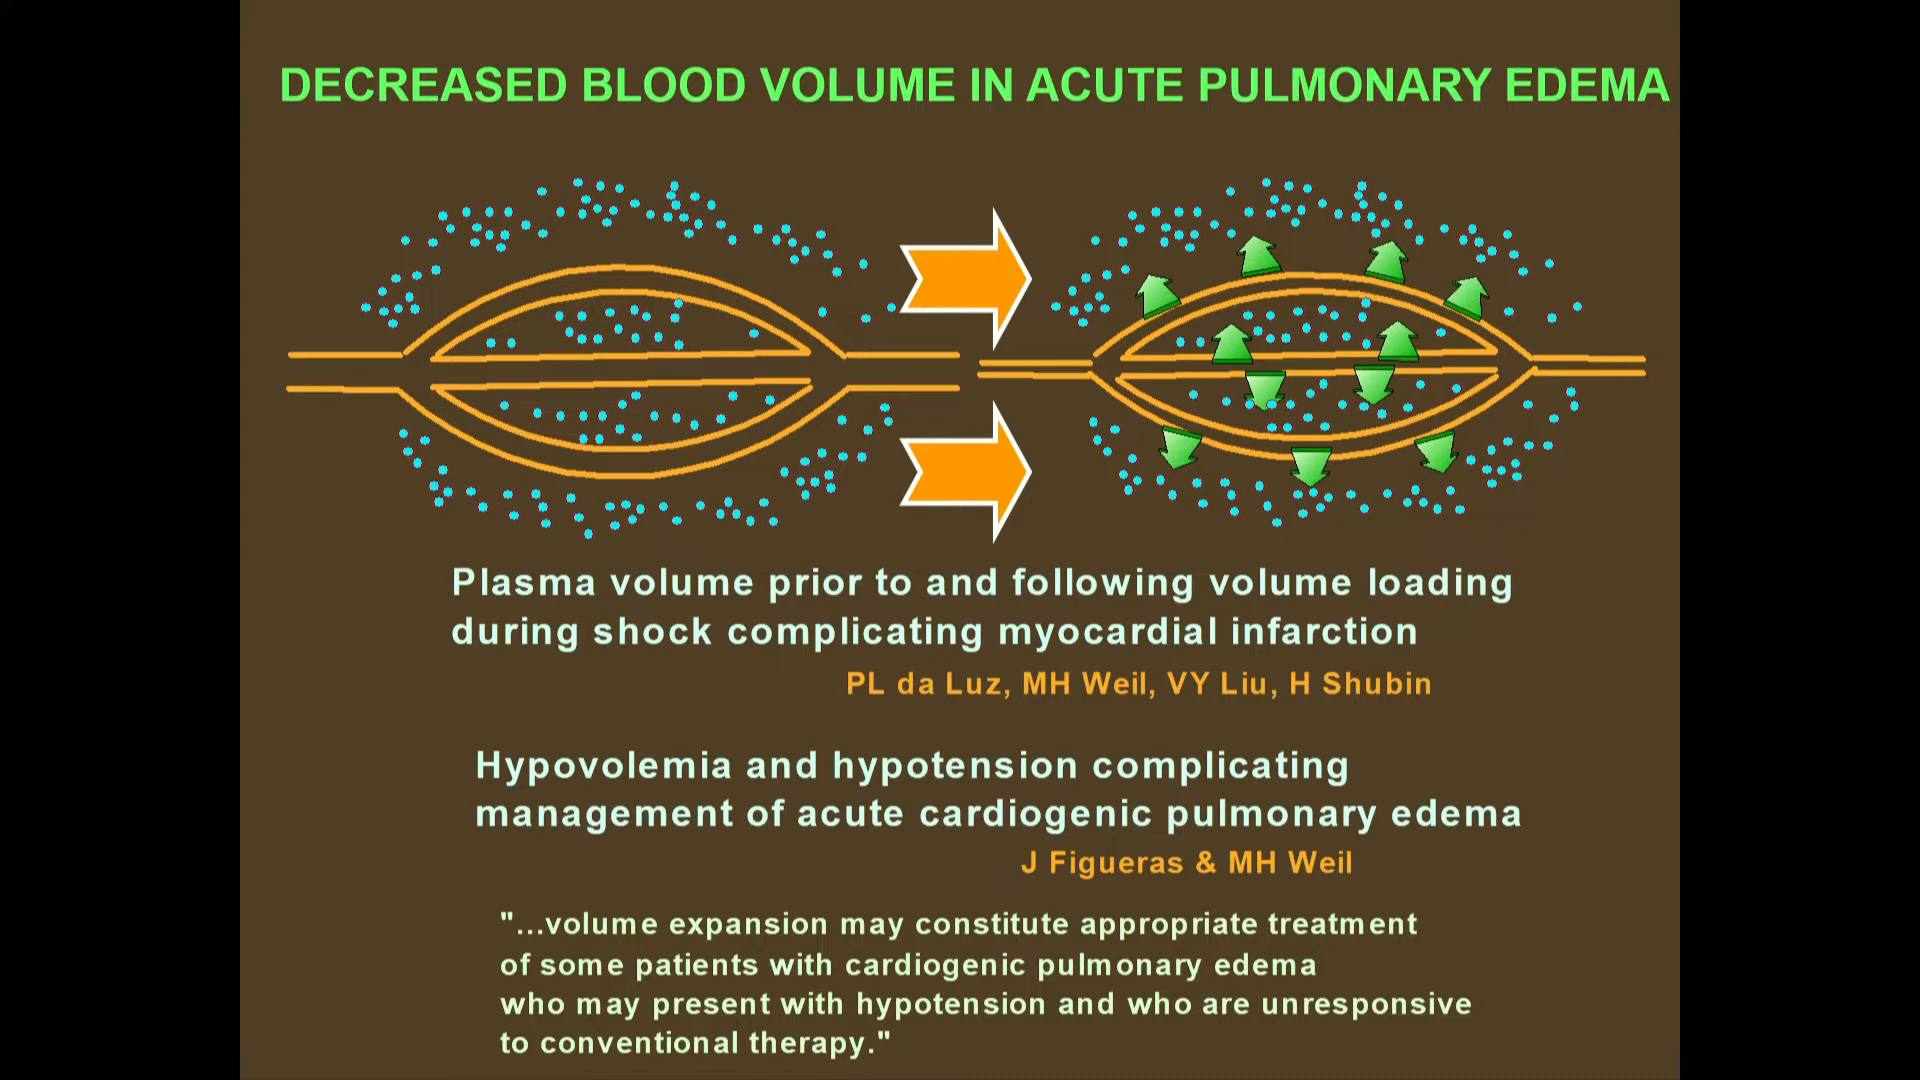 DECREASED BLOOD VOLUME IN ACUTE PULMONARY EDEMA
Plasma volume prior to and following volume loading
during shock complicating myocardial infarction
PL da Luz, MH Weil, VY Liu, H Shubin
Hypovolemia and hypotension complicating
management of acute cardiogenic pulmonary edema
J Figueras & MH Weil
"...volume expansion may constitute appropriate treatment
of some patients with cardiogenic pulmonary edema
who may present with hypotension and who are unresponsive
to conventional therapy."